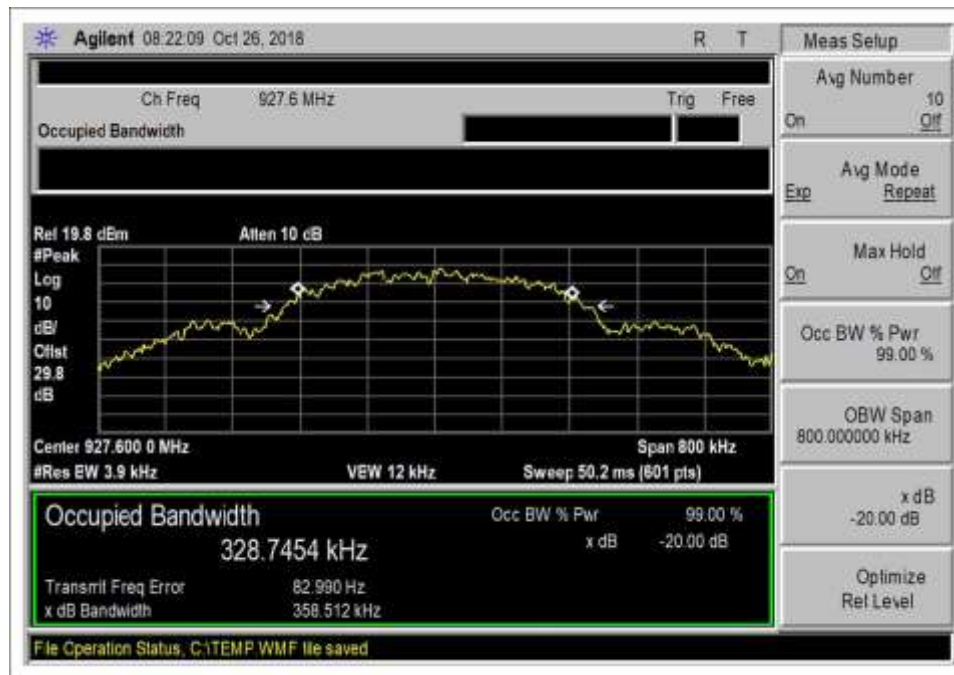 Agilent 08:22:09 Oct 26, 2018 R T
Ch Freq 927.6 MHz Trig Free
Occupied Bandwidth
Ref 19.8 dBm Atten 10 dB
#Peak
Log
10
dB/
Offst
29.8
dB
Center 927.600 0 MHz Span 800 kHz
#Res BW 3.9 kHz VBW 12 kHz Sweep 50.2 ms (601 pts)
Occupied Bandwidth Occ BW % Pwr 99.00 %
328.7454 kHz x dB -20.00 dB
Transmit Freq Error 82.990 Hz
x dB Bandwidth 358.512 kHz
File Operation Status, C:\TEMP.WMF file saved
Meas Setup
Avg Number
10
On Off
Avg Mode
Exp Repeat
Max Hold
On Off
Occ BW % Pwr
99.00 %
OBW Span
800.000000 kHz
x dB
-20.00 dB
Optimize
Ref Level